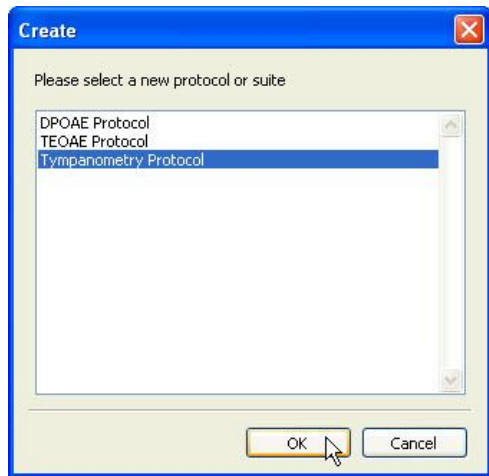 Create
Please select a new protocol or suite
DPOAE Protocol
TEOAE Protocol
Tympanometry Protocol
OK
Cancel